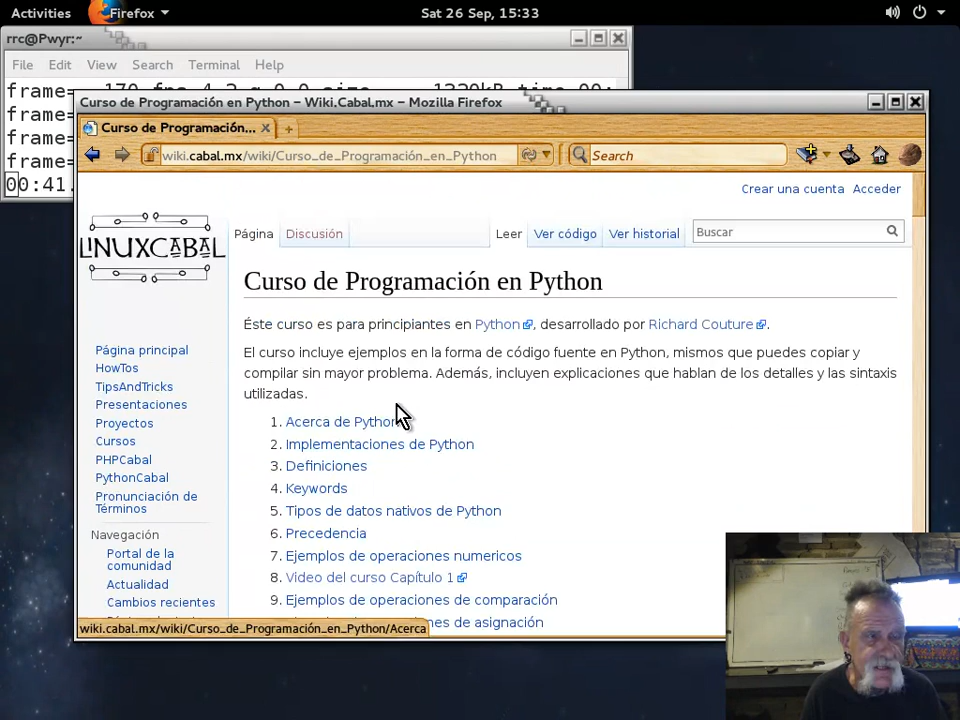 Activities Firefox Sat 26 Sep, 15:33
rrc@Pwyr:~
File Edit View Search Terminal Help
frame=
frame=
frame=
frame=
00:41.
Curso de Programación en Python – Wiki.Cabal.mx – Mozilla Firefox
Curso de Programación...
wiki.cabal.mx/wiki/Curso_de_Programación_en_Python Search
Crear una cuenta Acceder
LINUXCABAL
Página Discusión Leer Ver código Ver historial Buscar
Curso de Programación en Python
Éste curso es para principiantes en Python, desarrollado por Richard Couture.
El curso incluye ejemplos en la forma de código fuente en Python, mismos que puedes copiar y
compilar sin mayor problema. Además, incluyen explicaciones que hablan de los detalles y las sintaxis
utilizadas.
1. Acerca de Python
2. Implementaciones de Python
3. Definiciones
4. Keywords
5. Tipos de datos nativos de Python
6. Precedencia
7. Ejemplos de operaciones numericos
8. Video del curso Capítulo 1
9. Ejemplos de operaciones de comparación
de asignación
Página principal
HowTos
TipsAndTricks
Presentaciones
Proyectos
Cursos
PHPCabal
PythonCabal
Pronunciación de
Términos
Navegación
Portal de la
comunidad
Actualidad
Cambios recientes
wiki.cabal.mx/wiki/Curso_de_Programación_en_Python/Acerca